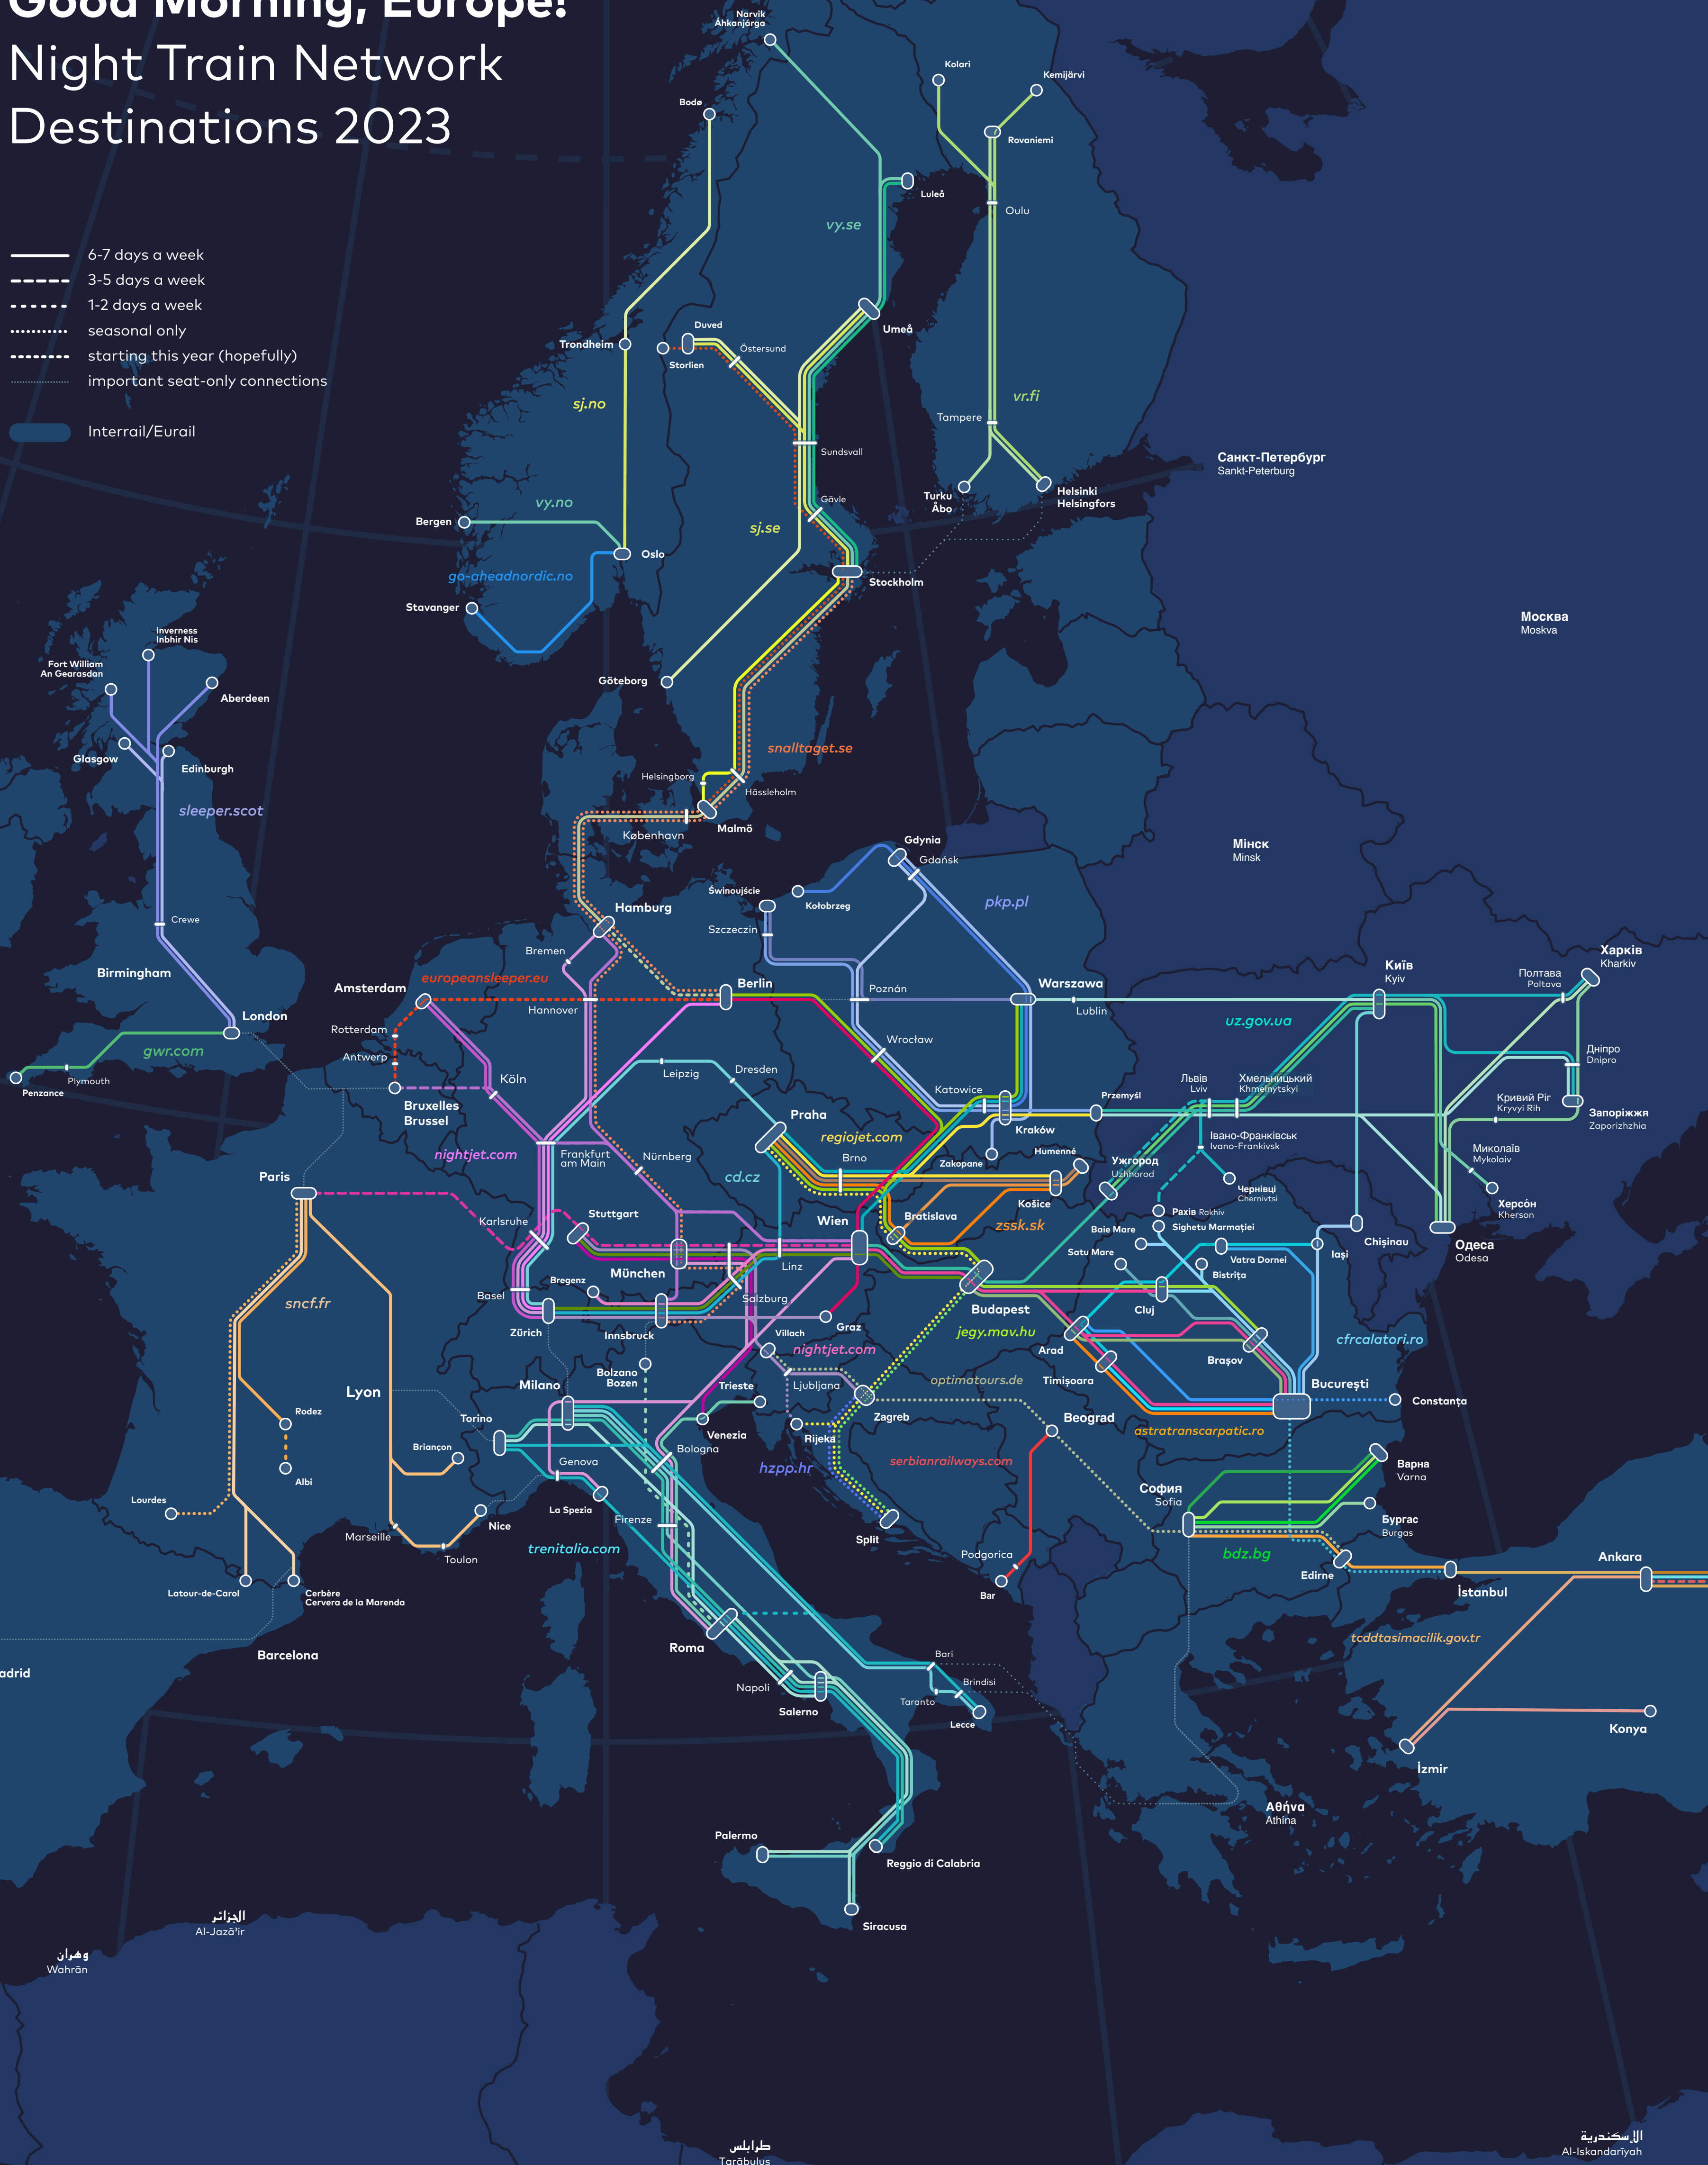 Good Morning, Europe!
Night Train Network
Destinations 2023
6-7 days a week
3-5 days a week
1-2 days a week
seasonal only
starting this year (hopefully)
important seat-only connections
Interrail/Eurail
Narvik
Áhkanjárga
Kolari
Kemijärvi
Bodø
Rovaniemi
Luleå
Oulu
vy.se
Umeå
Duved
Trondheim
Östersund
Storlien
sj.no
vr.fi
Tampere
Sundsvall
Санкт-Петербург
Sankt-Peterburg
Turku
Åbo
Helsinki
Helsingfors
Gävle
vy.no
Bergen
sj.se
Oslo
go-aheadnordic.no
Stockholm
Stavanger
Москва
Moskva
Inverness
Inbhir Nis
Fort William
An Gearasdan
Aberdeen
Göteborg
Glasgow
Edinburgh
snalltaget.se
Helsingborg
Hässleholm
sleeper.scot
København
Malmö
Мінск
Minsk
Gdynia
Gdańsk
Świnoujście
Kołobrzeg
pkp.pl
Hamburg
Crewe
Szczeczin
Bremen
Харків
Kharkiv
Київ
Kyiv
Полтава
Poltava
Birmingham
europeansleeper.eu
Amsterdam
Berlin
Poznań
Warszawa
Hannover
Lublin
London
uz.gov.ua
Rotterdam
gwr.com
Antwerp
Wrocław
Дніпро
Dnipro
Plymouth
Penzance
Köln
Leipzig
Dresden
Katowice
Przemyśl
Львів
Lviv
Хмельницький
Khmelnytskyi
Кривий Ріг
Kryvyi Rih
Запоріжжя
Zaporizhzhia
Bruxelles
Brussel
Praha
Kraków
regiojet.com
Івано-Франківськ
Ivano-Frankivsk
Миколаїв
Mykolaiv
nightjet.com
Frankfurt
am Main
Nürnberg
Brno
Zakopane
Humenné
Ужгород
Uzhhorod
cd.cz
Paris
Чернівці
Chernivtsi
Košice
Херсо́н
Kherson
Karlsruhe
Stuttgart
Wien
Bratislava
zssk.sk
Рахів Rakhiv
Baie Mare
Sighetu Marmației
Chișinau
Одеса
Odesa
Satu Mare
Vatra Dornei
Iași
Bistrița
München
Linz
Bregenz
Basel
Salzburg
Budapest
Cluj
sncf.fr
Zürich
Innsbruck
Graz
jegy.mav.hu
cfrcalatori.ro
Villach
nightjet.com
Arad
Brașov
Bolzano
Bozen
Lyon
Milano
Trieste
Ljubljana
optimatours.de
Timișoara
București
Constanța
Rodez
Torino
Venezia
Zagreb
Beograd
Rijeka
astratranscarpatic.ro
Briançon
Bologna
Genova
hzpp.hr
serbianrailways.com
Варна
Varna
Albi
София
Sofia
Lourdes
La Spezia
Nice
Firenze
Split
Бургас
Burgas
Marseille
Toulon
trenitalia.com
Podgorica
bdz.bg
Ankara
Edirne
İstanbul
Latour-de-Carol
Cerbère
Cervera de la Marenda
Bar
Barcelona
Roma
tcddtasimacilik.gov.tr
adrid
Bari
Napoli
Brindisi
Taranto
Salerno
Lecce
Konya
İzmir
Αθήνα
Athína
Palermo
Reggio di Calabria
الجزائر
Al-Jazā'ir
Siracusa
وهران
Wahrān
الإسكندرية
Al-Iskandarīyah
طرابلس
Ṭarābulus